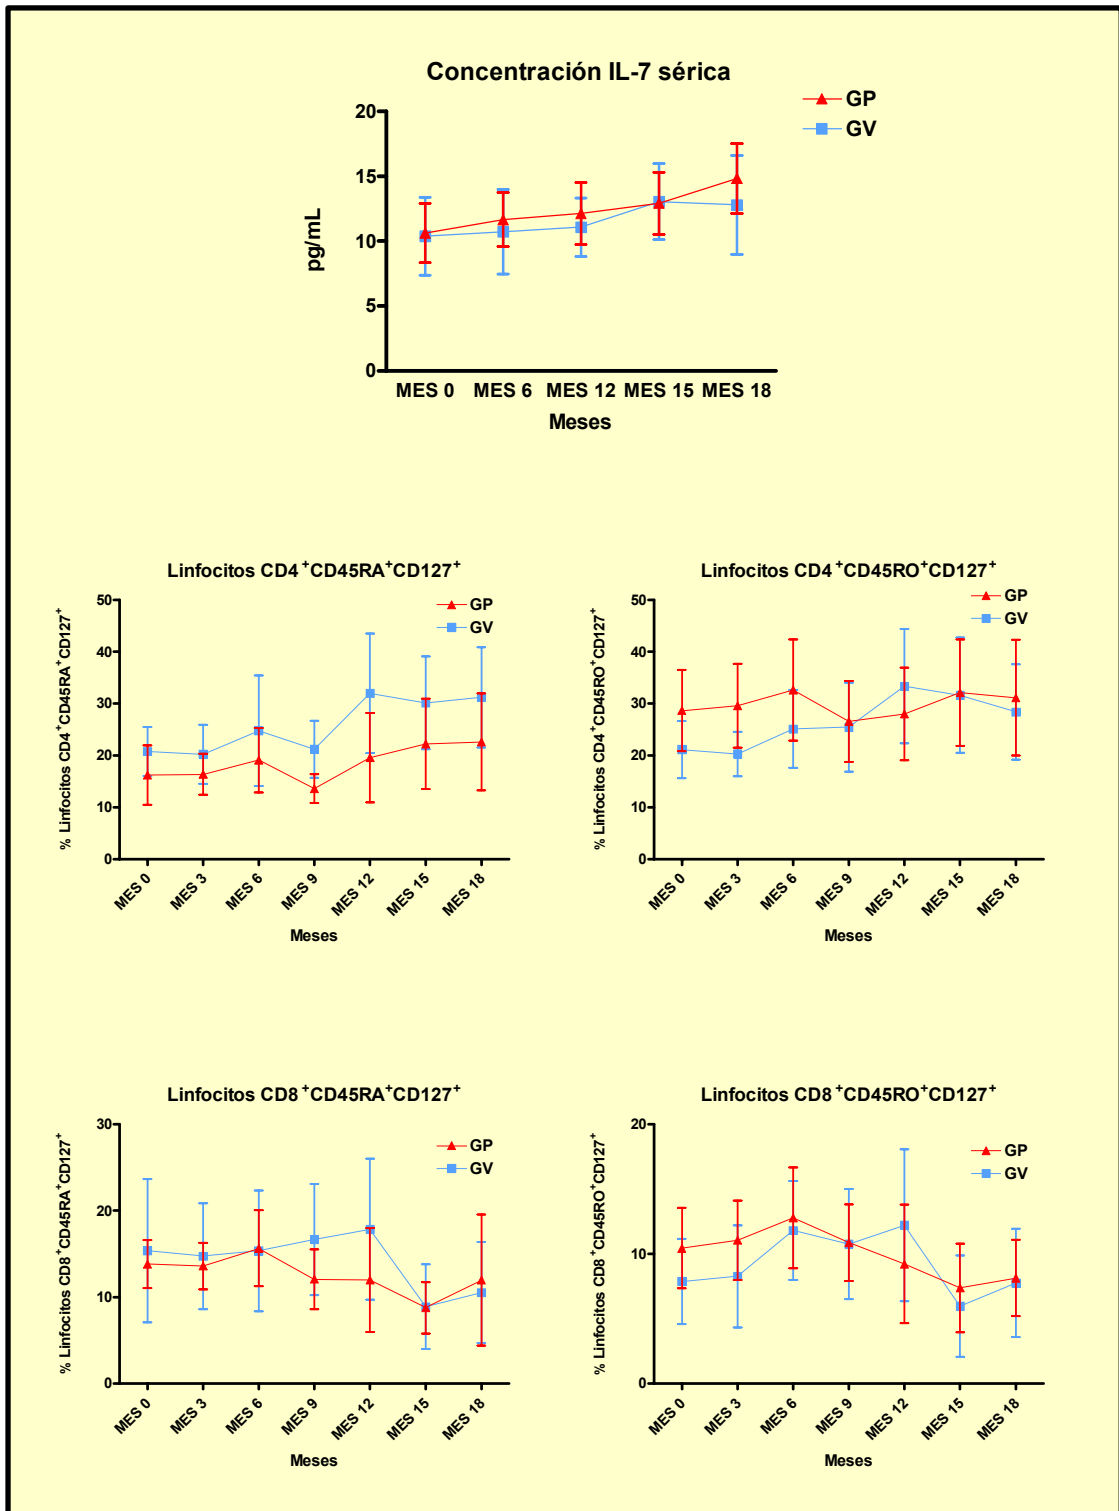 Concentración IL-7 sérica
GP
GV
20
15
10
5
0
pg/mL
MES 0 MES 6 MES 12 MES 15 MES 18
Meses
Linfocitos CD4⁺CD45RA⁺CD127⁺
GP
GV
50
40
30
20
10
0
% Linfocitos CD4⁺CD45RA⁺CD127⁺
MES 0 MES 3 MES 6 MES 9 MES 12 MES 15 MES 18
Meses
Linfocitos CD4⁺CD45RO⁺CD127⁺
GP
GV
50
40
30
20
10
0
% Linfocitos CD4⁺CD45RO⁺CD127⁺
MES 0 MES 3 MES 6 MES 9 MES 12 MES 15 MES 18
Meses
Linfocitos CD8⁺CD45RA⁺CD127⁺
GP
GV
30
20
10
0
% Linfocitos CD8⁺CD45RA⁺CD127⁺
MES 0 MES 3 MES 6 MES 9 MES 12 MES 15 MES 18
Meses
Linfocitos CD8⁺CD45RO⁺CD127⁺
GP
GV
20
10
0
% Linfocitos CD8⁺CD45RO⁺CD127⁺
MES 0 MES 3 MES 6 MES 9 MES 12 MES 15 MES 18
Meses